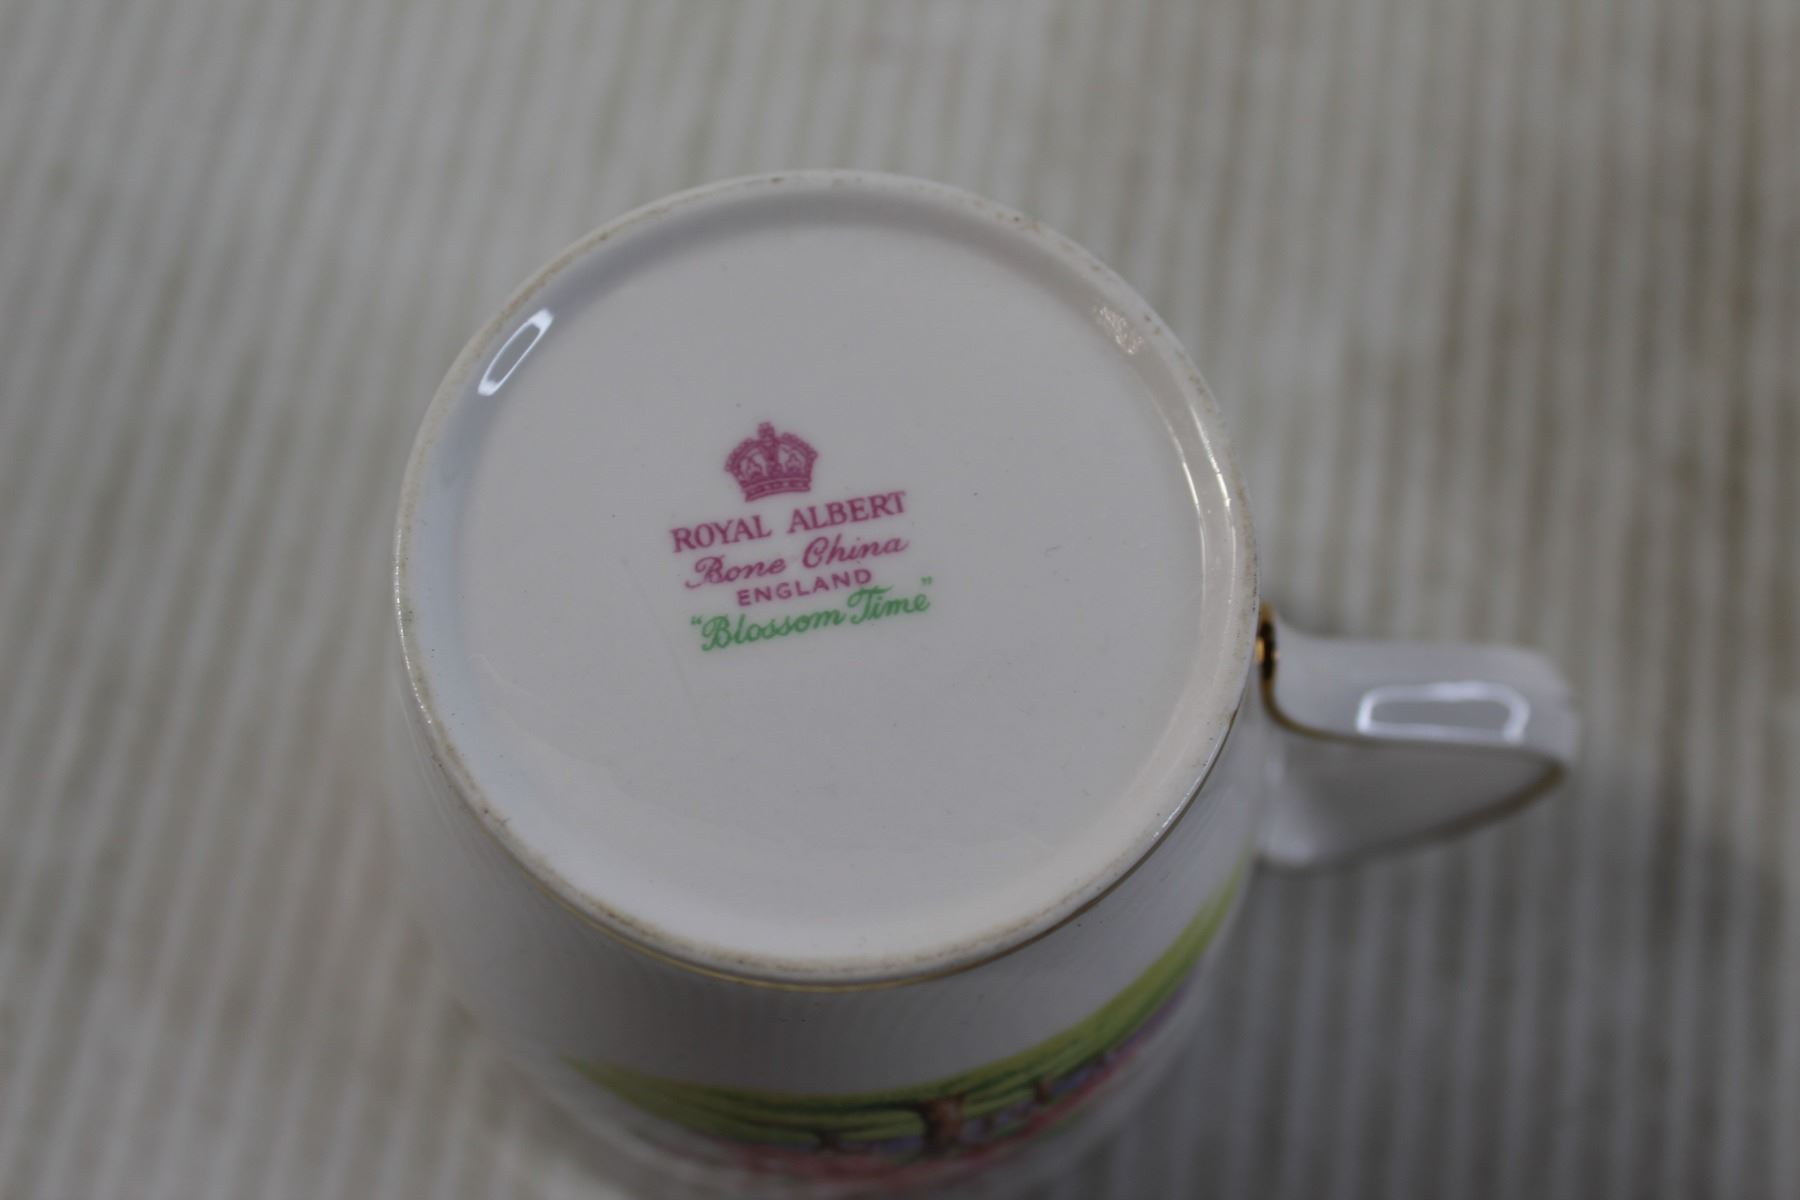 ROYAL ALBERT
Bone China
ENGLAND
"Blossom Time"